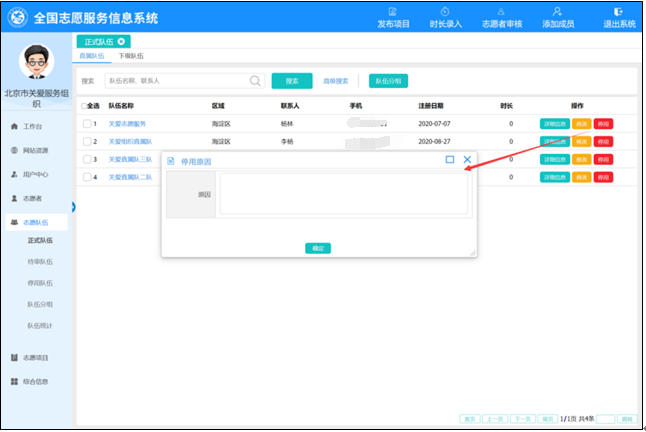 全国志愿服务信息系统
发布项目 时长录入 志愿者审核 添加成员 退出系统
正式队伍
直属队伍 下级队伍
北京市关爱服务组织
搜索 队伍名称、联系人 搜索 高级搜索 队伍分组
全选 队伍名称 区域 联系人 手机 注册日期 时长 操作
1 关爱志愿服务 海淀区 杨林 2020-07-07 0 详细信息 修改 停用
2 关爱组织直属队 海淀区 李杨 2020-08-27 0 详细信息 修改 停用
3 关爱直属队三队 0 详细信息 修改 停用
4 关爱直属队二队 0 详细信息 修改 停用
停用原因
原因
确定
工作台
网站资源
用户中心
志愿者
志愿队伍
正式队伍
待审队伍
停用队伍
队伍分组
队伍统计
志愿项目
综合信息
首页 上一页 下一页 尾页 1/1页 共4条 跳转